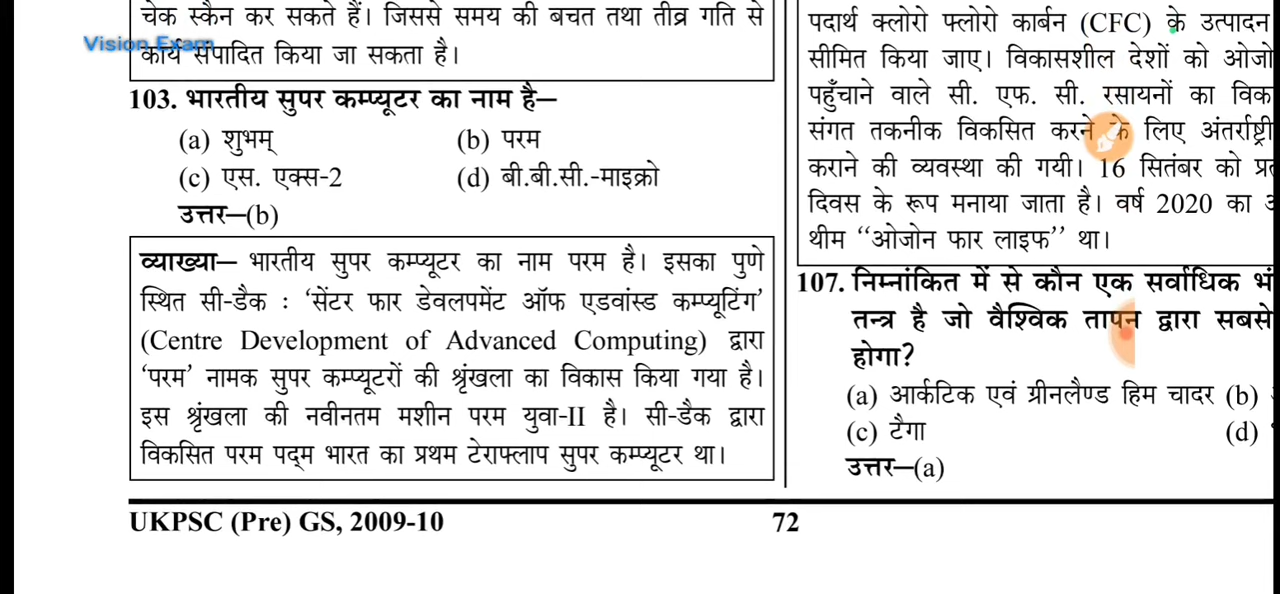 चेक स्कैन कर सकते हैं। जिससे समय की बचत तथा तीव्र गति से
कार्य संपादित किया जा सकता है।
Vision Exam
103. भारतीय सुपर कम्प्यूटर का नाम है—
(a) शुभम् (b) परम
(c) एस. एक्स-2 (d) बी.बी.सी.-माइक्रो
उत्तर—(b)
व्याख्या— भारतीय सुपर कम्प्यूटर का नाम परम है। इसका पुणे
स्थित सी-डैक : ‘सेंटर फार डेवलपमेंट ऑफ एडवांस्ड कम्प्यूटिंग’
(Centre Development of Advanced Computing) द्वारा
‘परम’ नामक सुपर कम्प्यूटरों की श्रृंखला का विकास किया गया है।
इस श्रृंखला की नवीनतम मशीन परम युवा-II है। सी-डैक द्वारा
विकसित परम पद्म भारत का प्रथम टेराफ्लाप सुपर कम्प्यूटर था।
पदार्थ क्लोरो फ्लोरो कार्बन (CFC) के उत्पादन
सीमित किया जाए। विकासशील देशों को ओजो
पहुँचाने वाले सी. एफ. सी. रसायनों का विक
संगत तकनीक विकसित करने के लिए अंतर्राष्ट्री
कराने की व्यवस्था की गयी। 16 सितंबर को
दिवस के रूप मनाया जाता है। वर्ष 2020 का
थीम “ओजोन फार लाइफ” था।
107. निम्नांकित में से कौन एक सर्वाधिक भं
तन्त्र है जो वैश्विक तापन द्वारा सबसे
होगा?
(a) आर्कटिक एवं ग्रीनलैण्ड हिम चादर (b)
(c) टैगा (d)
उत्तर—(a)
UKPSC (Pre) GS, 2009-10 72